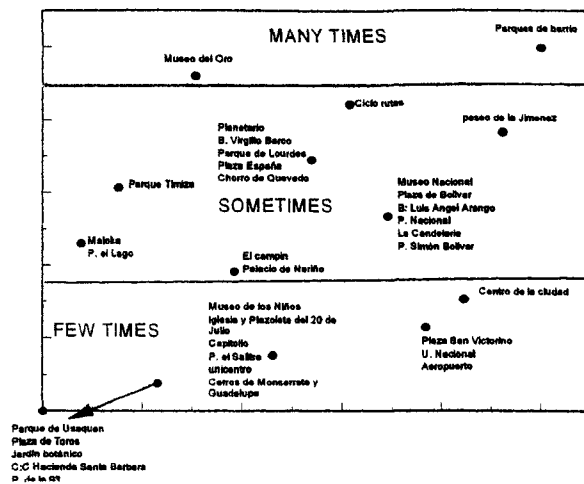 MANY TIMES
Parques de barrio
Museo del Oro
Ciclo rutas
paseo de la Jimenez
Planetario
B. Virgilio Barco
Parque de Lourdes
Plaza España
Chorro de Quevedo
Parque Timiza
Museo Nacional
Plaza de Bolivar
B: Luis Angel Arango
P. Nacional
La Candelaria
P. Simón Bolivar
SOMETIMES
Maloka
P. el Lago
El campin
Palacio de Nariño
Centro de la ciudad
Museo de los Niños
Iglesia y Plazoleta del 20 de
Julio
Capitolio
P. el Salitre
unicentro
Cerros de Monserrate y
Guadalupe
FEW TIMES
Plaza San Victorino
U. Nacional
Aeropuerto
Parque de Usaquen
Plaza de Toros
Jardín botánico
C:C Hacienda Santa Barbara
P. de la 93